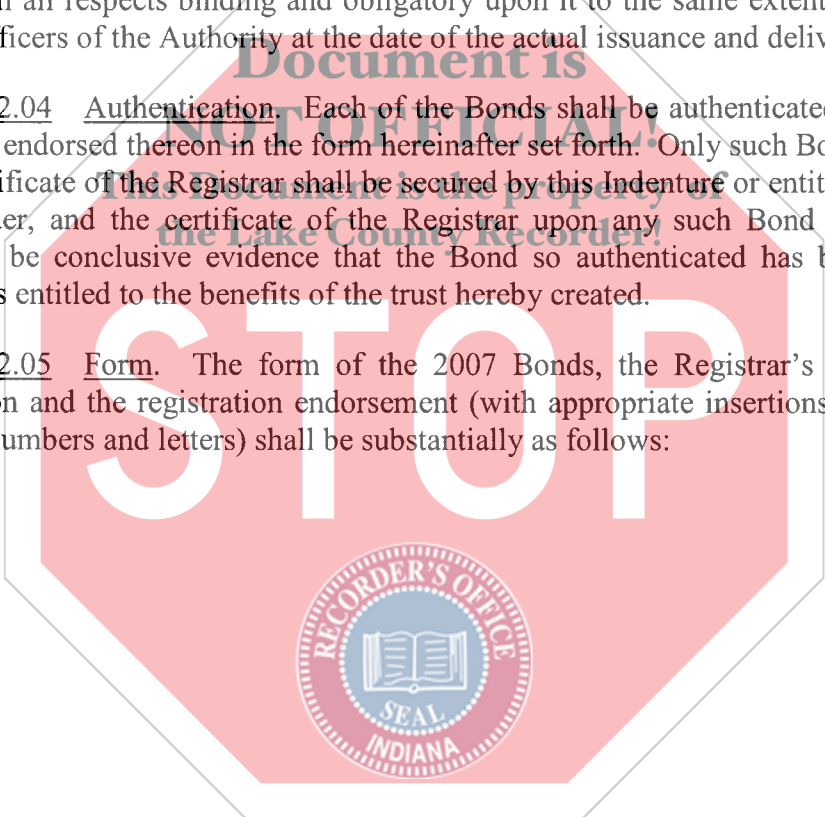 all respects binding and obligatory upon it to the same extent
ficers of the Authority at the date of the actual issuance and deliv
Document is
2.04 Authentication. Each of the Bonds shall be authenticated
NOT OFFICIAL!
endorsed thereon in the form hereinafter set forth. Only such Bo
ificate of the Registrar shall be secured by this Indenture or entit
This Document is the property of
er, and the certificate of the Registrar upon any such Bond
the Lake County Recorder!
be conclusive evidence that the Bond so authenticated has b
s entitled to the benefits of the trust hereby created.
STOP
2.05 Form. The form of the 2007 Bonds, the Registrar's
on and the registration endorsement (with appropriate insertions
umbers and letters) shall be substantially as follows:
RECORDER'S OFFICE
SEAL
INDIANA